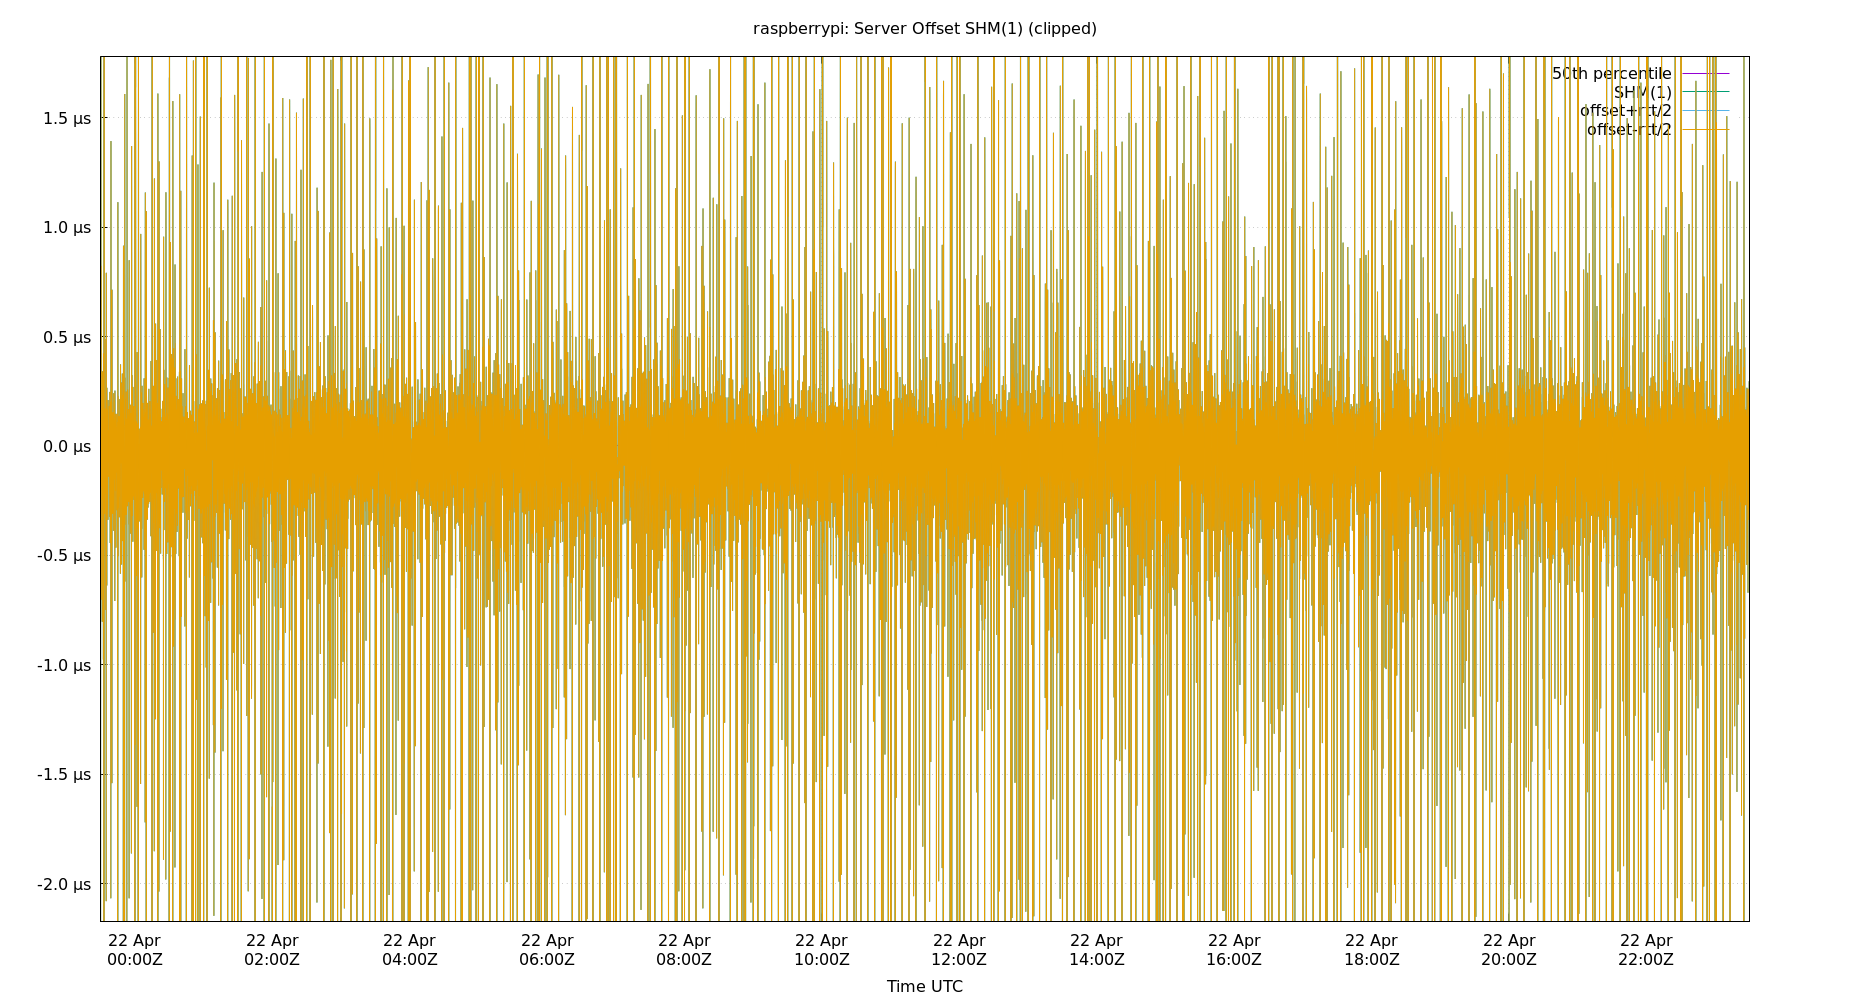 raspberrypi: Server Offset SHM(1) (clipped)
50th percentile
SHM(1)
offset+rtt/2
offset-rtt/2
1.5 µs
1.0 µs
0.5 µs
0.0 µs
-0.5 µs
-1.0 µs
-1.5 µs
-2.0 µs
22 Apr 22 Apr 22 Apr 22 Apr 22 Apr 22 Apr 22 Apr 22 Apr 22 Apr 22 Apr 22 Apr 22 Apr
00:00Z 02:00Z 04:00Z 06:00Z 08:00Z 10:00Z 12:00Z 14:00Z 16:00Z 18:00Z 20:00Z 22:00Z
Time UTC